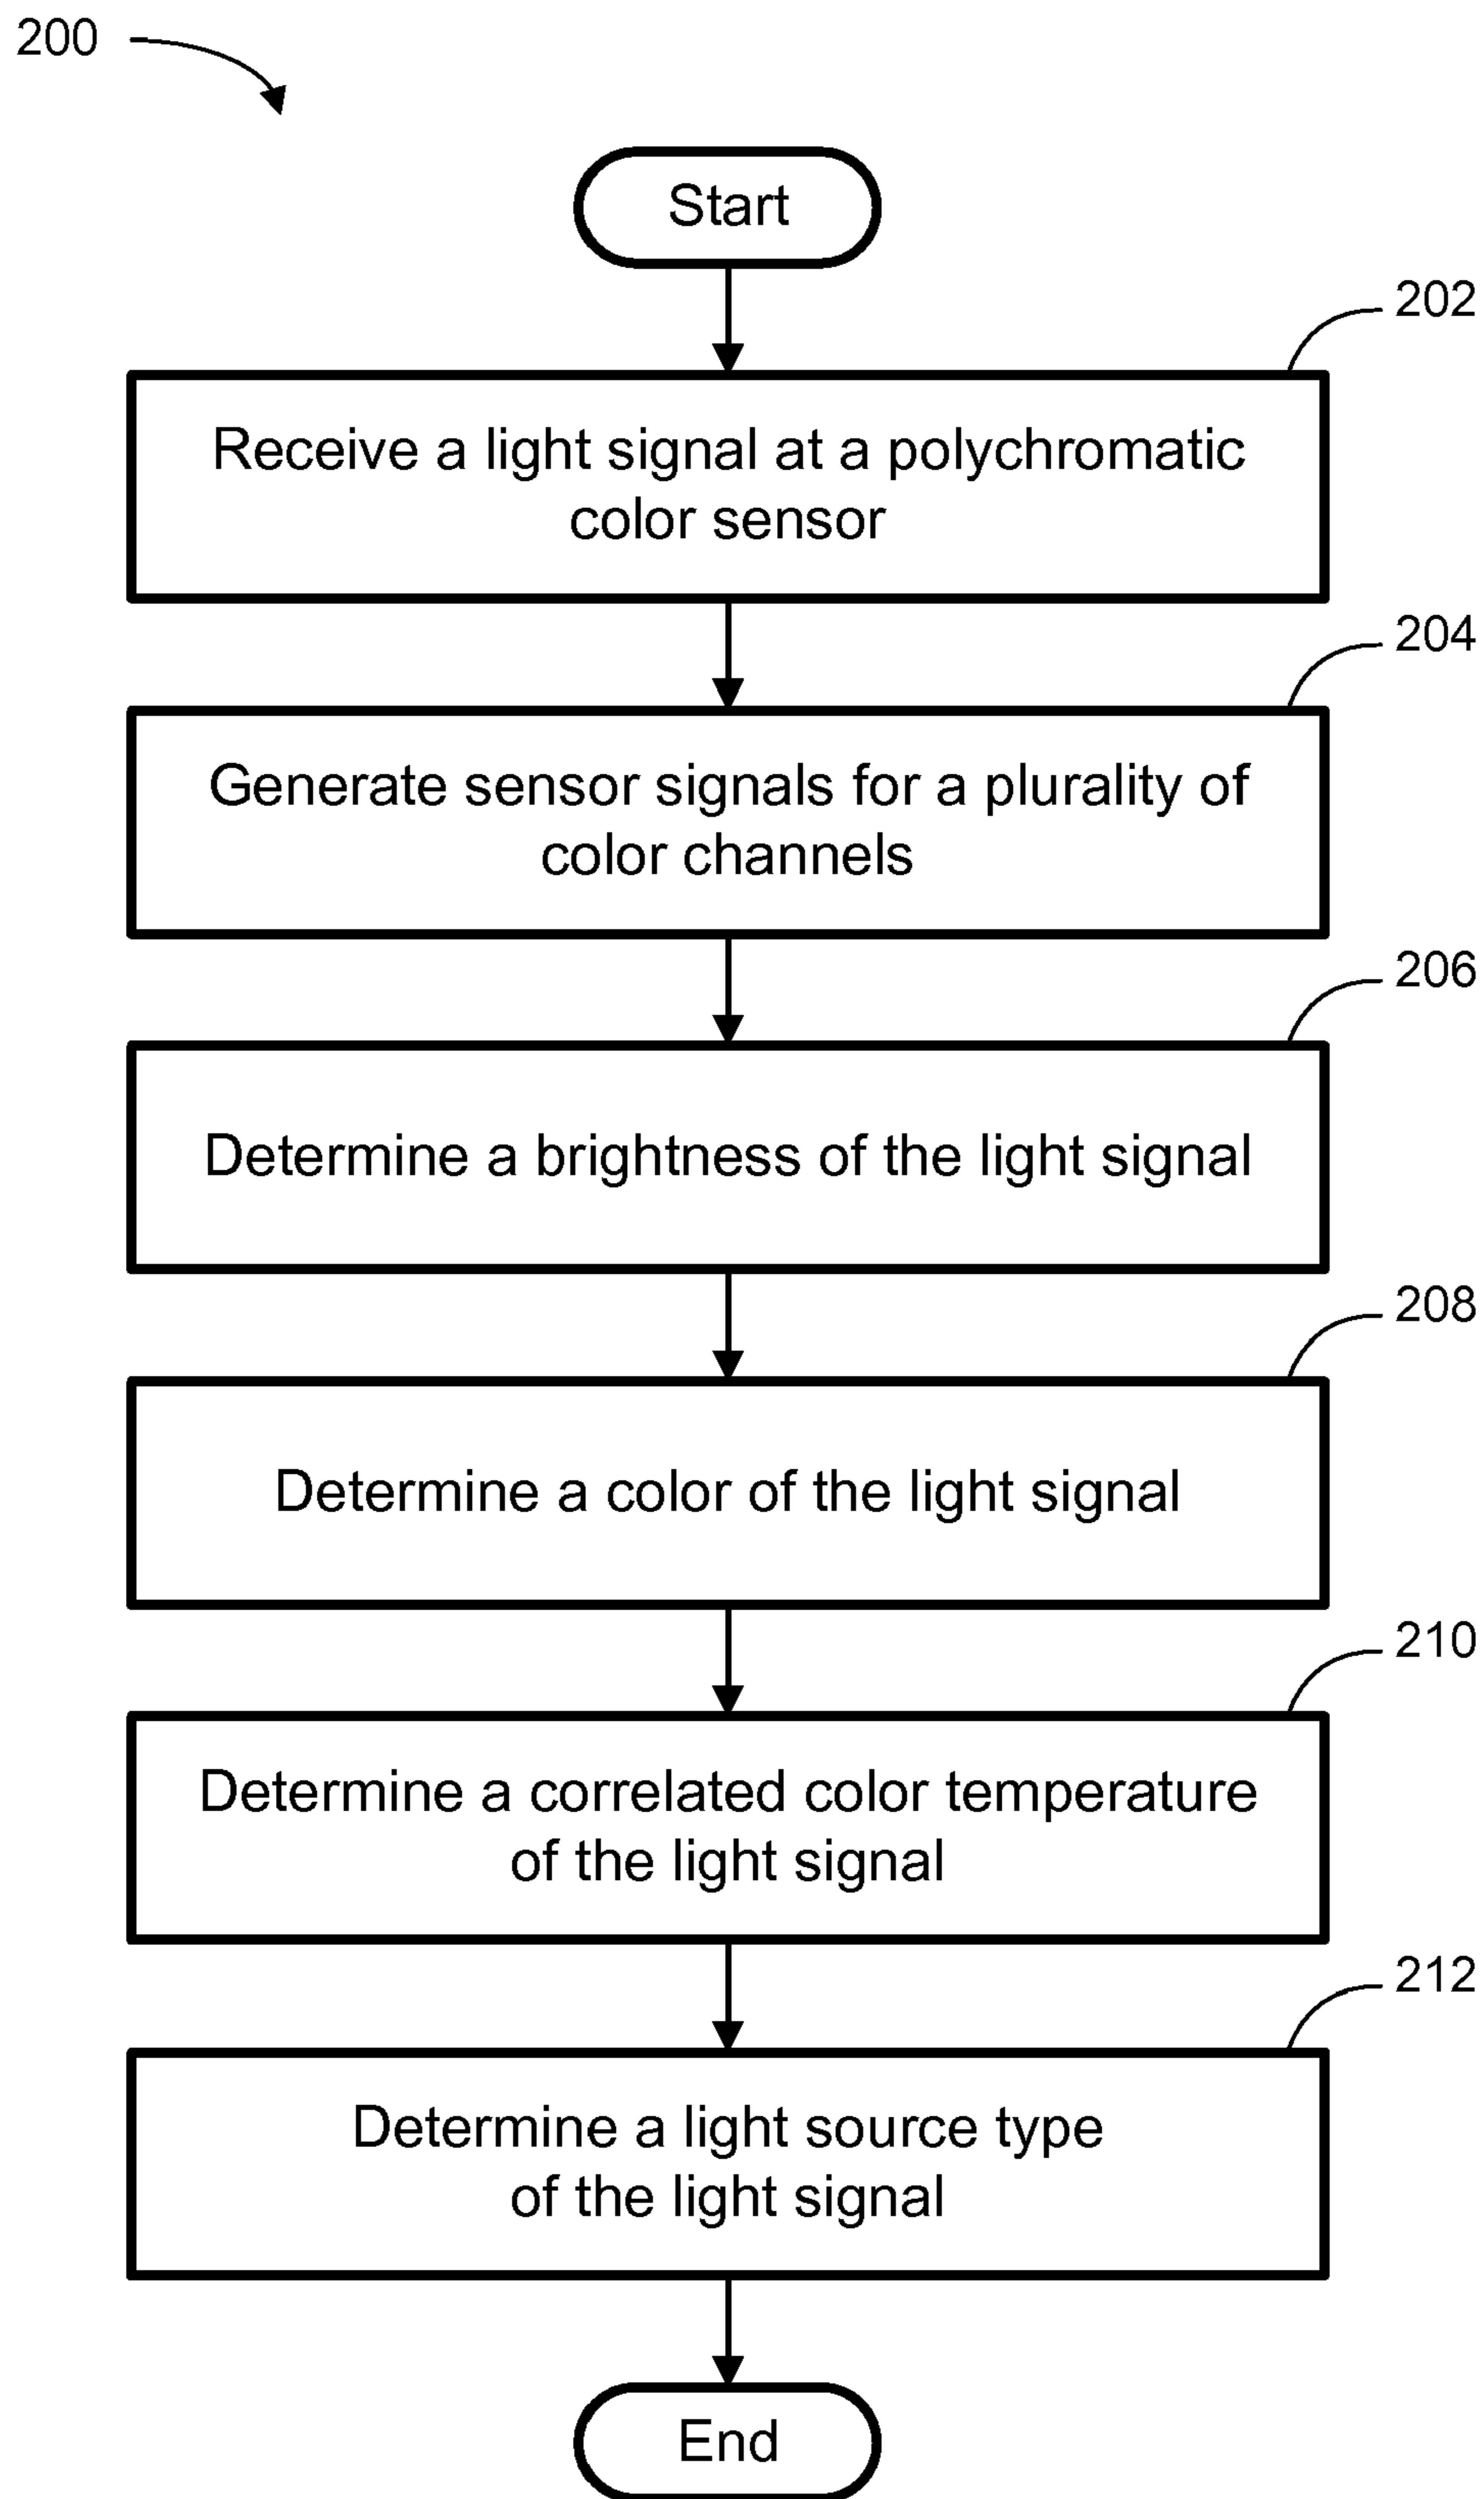 200
Start
202
Receive a light signal at a polychromatic
color sensor
204
Generate sensor signals for a plurality of
color channels
206
Determine a brightness of the light signal
208
Determine a color of the light signal
210
Determine a correlated color temperature
of the light signal
212
Determine a light source type
of the light signal
End